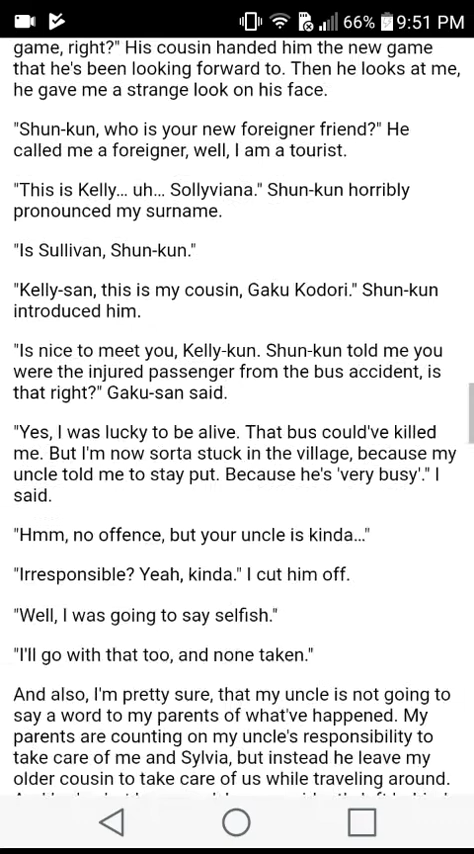 66% 9:51 PM
game, right?" His cousin handed him the new game
that he's been looking forward to. Then he looks at me,
he gave me a strange look on his face.
"Shun-kun, who is your new foreigner friend?" He
called me a foreigner, well, I am a tourist.
"This is Kelly... uh... Sollyviana." Shun-kun horribly
pronounced my surname.
"Is Sullivan, Shun-kun."
"Kelly-san, this is my cousin, Gaku Kodori." Shun-kun
introduced him.
"Is nice to meet you, Kelly-kun. Shun-kun told me you
were the injured passenger from the bus accident, is
that right?" Gaku-san said.
"Yes, I was lucky to be alive. That bus could've killed
me. But I'm now sorta stuck in the village, because my
uncle told me to stay put. Because he's 'very busy'." I
said.
"Hmm, no offence, but your uncle is kinda..."
"Irresponsible? Yeah, kinda." I cut him off.
"Well, I was going to say selfish."
"I'll go with that too, and none taken."
And also, I'm pretty sure, that my uncle is not going to
say a word to my parents of what've happened. My
parents are counting on my uncle's responsibility to
take care of me and Sylvia, but instead he leave my
older cousin to take care of us while traveling around.